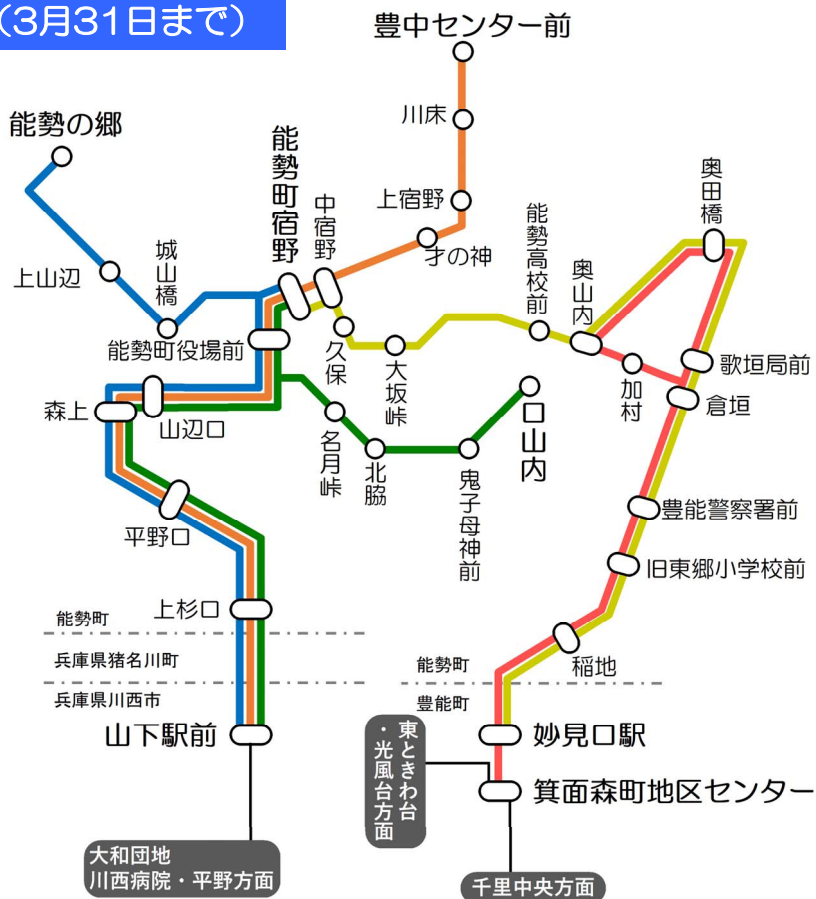 （3月31日まで）
豊中センター前
川床
能勢の郷
能勢町宿野
中宿野
上宿野
才の神
能勢高校前
奥山内
奥田橋
上山辺
城山橋
能勢町役場前
久保
大坂峠
加村
歌垣局前
倉垣
森上
山辺口
名月峠
北脇
鬼子母神前
口山内
平野口
豊能警察署前
旧東郷小学校前
上杉口
稲地
能勢町
兵庫県猪名川町
兵庫県川西市
能勢町
豊能町
山下駅前
妙見口駅
東ときわ台
・光風台方面
箕面森町地区センター
大和団地
川西病院・平野方面
千里中央方面